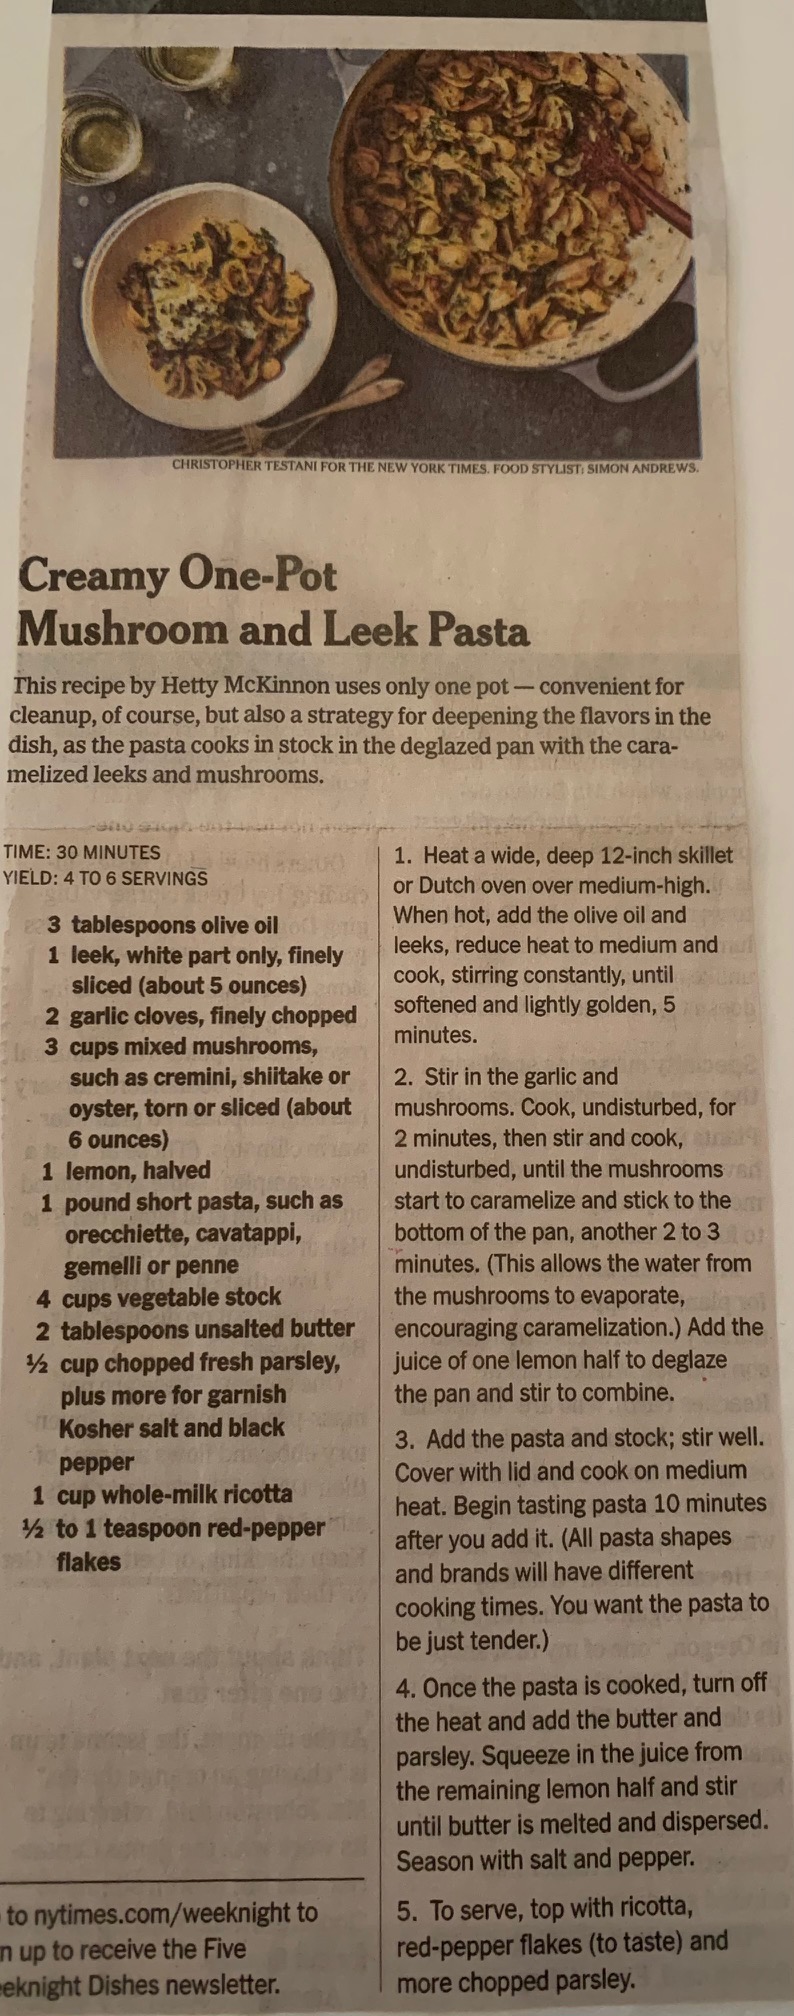 CHRISTOPHER TESTANI FOR THE NEW YORK TIMES. FOOD STYLIST: SIMON ANDREWS.
Creamy One-Pot
Mushroom and Leek Pasta
This recipe by Hetty McKinnon uses only one pot — convenient for
cleanup, of course, but also a strategy for deepening the flavors in the
dish, as the pasta cooks in stock in the deglazed pan with the cara-
melized leeks and mushrooms.
TIME: 30 MINUTES
YIELD: 4 TO 6 SERVINGS
3 tablespoons olive oil
1 leek, white part only, finely
sliced (about 5 ounces)
2 garlic cloves, finely chopped
3 cups mixed mushrooms,
such as cremini, shiitake or
oyster, torn or sliced (about
6 ounces)
1 lemon, halved
1 pound short pasta, such as
orecchiette, cavatappi,
gemelli or penne
4 cups vegetable stock
2 tablespoons unsalted butter
½ cup chopped fresh parsley,
plus more for garnish
Kosher salt and black
pepper
1 cup whole-milk ricotta
½ to 1 teaspoon red-pepper
flakes
to nytimes.com/weeknight to
n up to receive the Five
eeknight Dishes newsletter.
1. Heat a wide, deep 12-inch skillet
or Dutch oven over medium-high.
When hot, add the olive oil and
leeks, reduce heat to medium and
cook, stirring constantly, until
softened and lightly golden, 5
minutes.
2. Stir in the garlic and
mushrooms. Cook, undisturbed, for
2 minutes, then stir and cook,
undisturbed, until the mushrooms
start to caramelize and stick to the
bottom of the pan, another 2 to 3
minutes. (This allows the water from
the mushrooms to evaporate,
encouraging caramelization.) Add the
juice of one lemon half to deglaze
the pan and stir to combine.
3. Add the pasta and stock; stir well.
Cover with lid and cook on medium
heat. Begin tasting pasta 10 minutes
after you add it. (All pasta shapes
and brands will have different
cooking times. You want the pasta to
be just tender.)
4. Once the pasta is cooked, turn off
the heat and add the butter and
parsley. Squeeze in the juice from
the remaining lemon half and stir
until butter is melted and dispersed.
Season with salt and pepper.
5. To serve, top with ricotta,
red-pepper flakes (to taste) and
more chopped parsley.